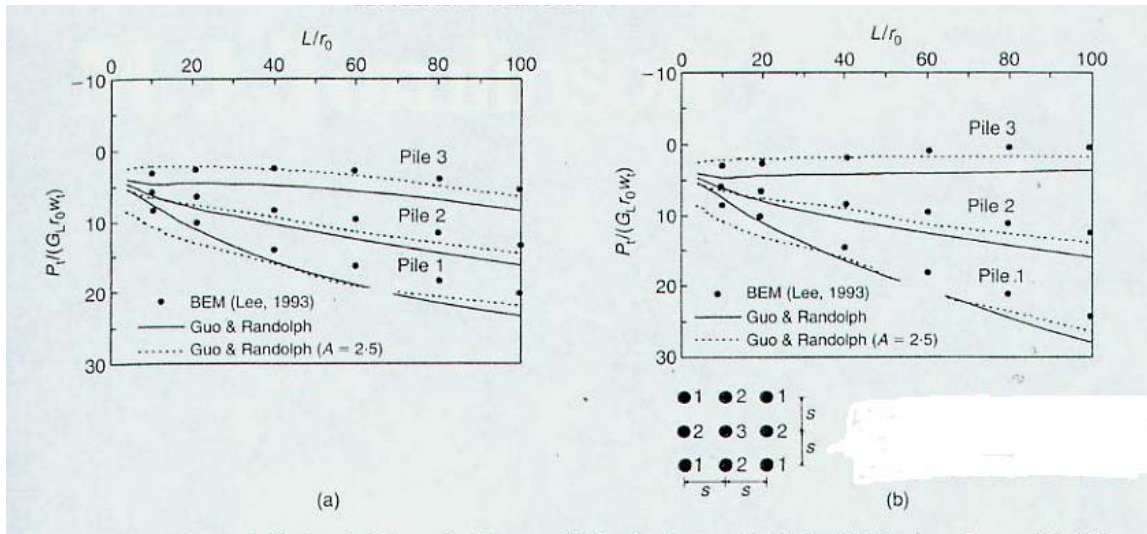 L/r0
0 20 40 60 80 100
−10
0
10
20
30
Pt/(GLr0wt)
Pile 3
Pile 2
Pile 1
BEM (Lee, 1993)
Guo & Randolph
Guo & Randolph (A = 2·5)
(a)
L/r0
0 20 40 60 80 100
−10
0
10
20
30
Pt/(GLr0wt)
Pile 3
Pile 2
Pile 1
BEM (Lee, 1993)
Guo & Randolph
Guo & Randolph (A = 2·5)
1 2 1
s
2 3 2
s
1 2 1
s s
(b)